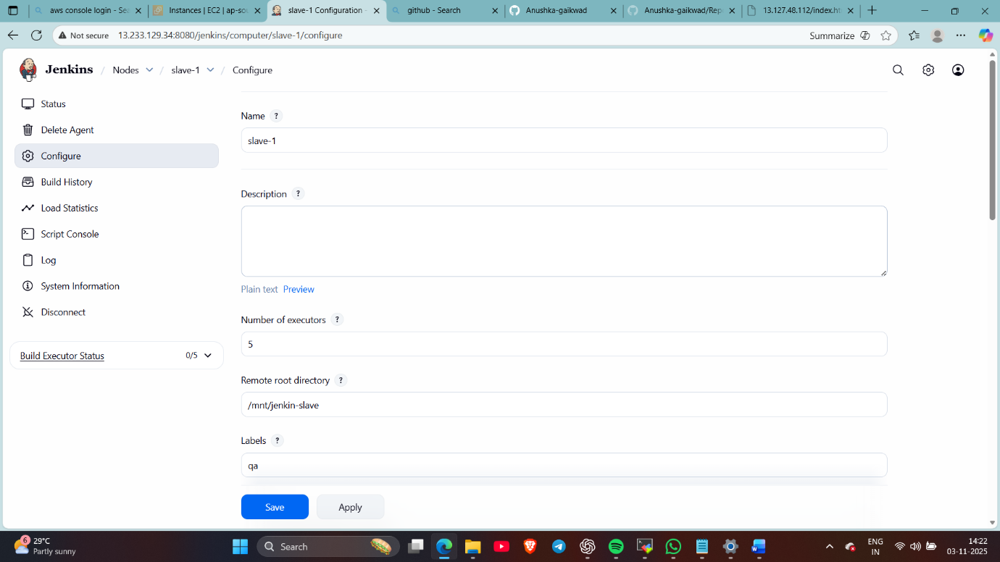 aws console login - Sea
Instances | EC2 | ap-sou
slave-1 Configuration -
github - Search
Anushka-gaikwad
Anushka-gaikwad/Repo
13.127.48.112/index.ht
Not secure
13.233.129.34:8080/jenkins/computer/slave-1/configure
Summarize
Jenkins / Nodes / slave-1 / Configure
Status
Delete Agent
Configure
Build History
Load Statistics
Script Console
Log
System Information
Disconnect
Build Executor Status 0/5
Name ?
slave-1
Description ?
Plain text Preview
Number of executors ?
5
Remote root directory ?
/mnt/jenkin-slave
Labels ?
qa
Save Apply
6
29°C
Partly sunny
Search
ENG
IN
14:22
03-11-2025